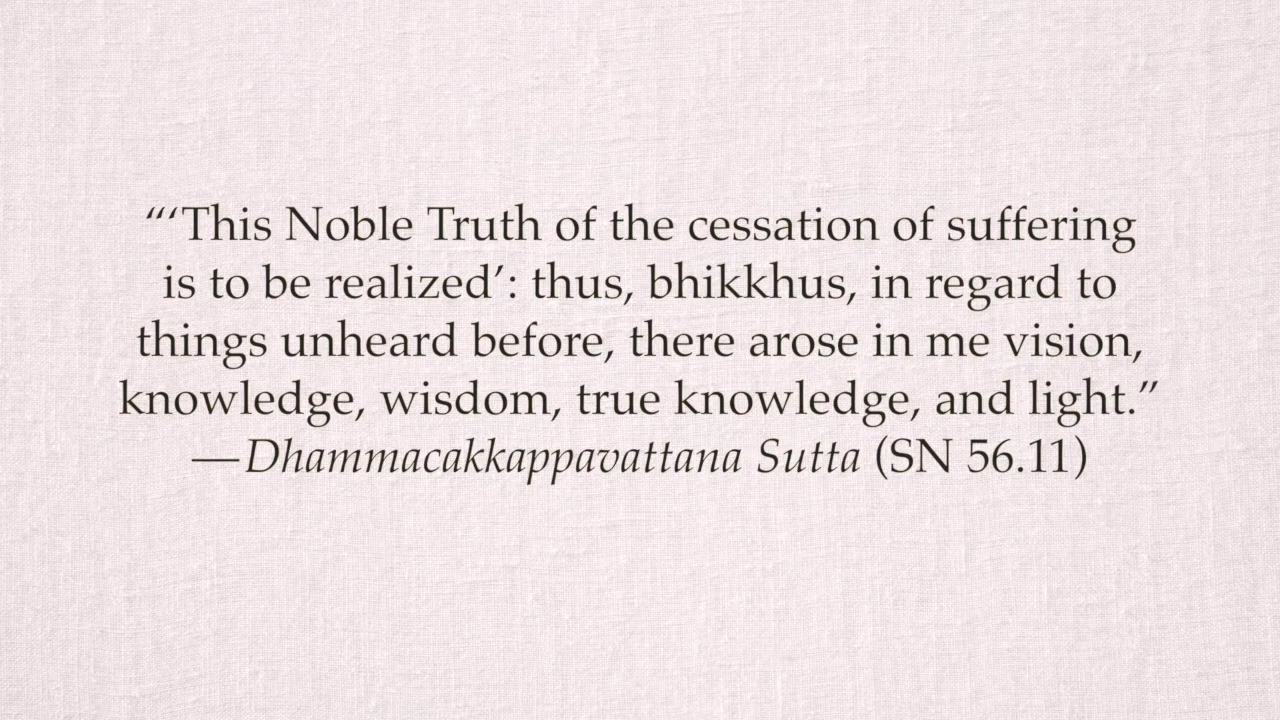 “‘This Noble Truth of the cessation of suffering
is to be realized’: thus, bhikkhus, in regard to
things unheard before, there arose in me vision,
knowledge, wisdom, true knowledge, and light.”
—Dhammacakkappavattana Sutta (SN 56.11)